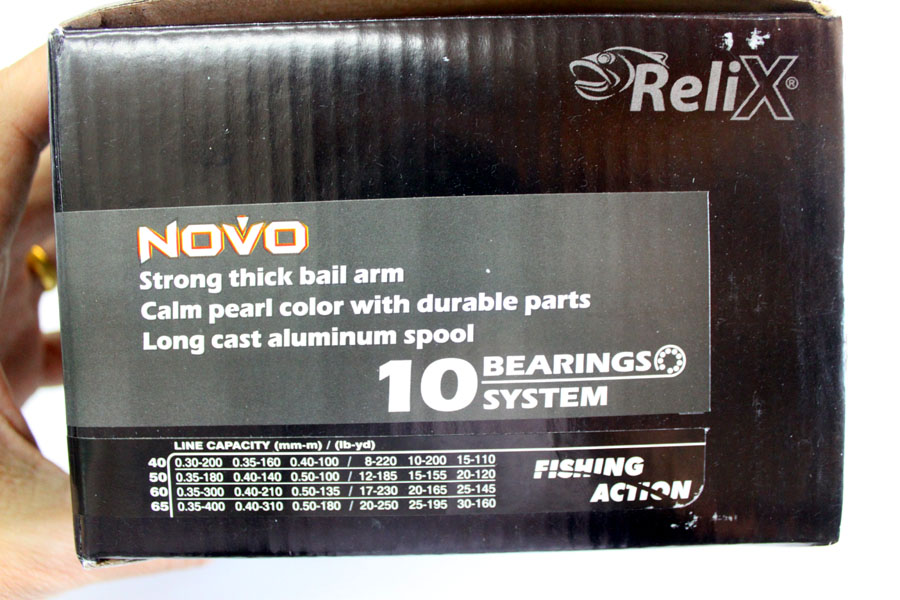 ReliX®
NOVO
Strong thick bail arm
Calm pearl color with durable parts
Long cast aluminum spool
10 BEARINGS
SYSTEM
LINE CAPACITY (mm-m) / (lb-yd)
40 0.30-200 0.35-160 0.40-100 / 8-220 10-200 15-110
50 0.35-180 0.40-140 0.50-100 / 12-185 15-155 20-120
60 0.35-300 0.40-210 0.50-135 / 17-230 20-165 25-145
65 0.35-400 0.40-310 0.50-180 / 20-250 25-195 30-160
FISHING
ACTION